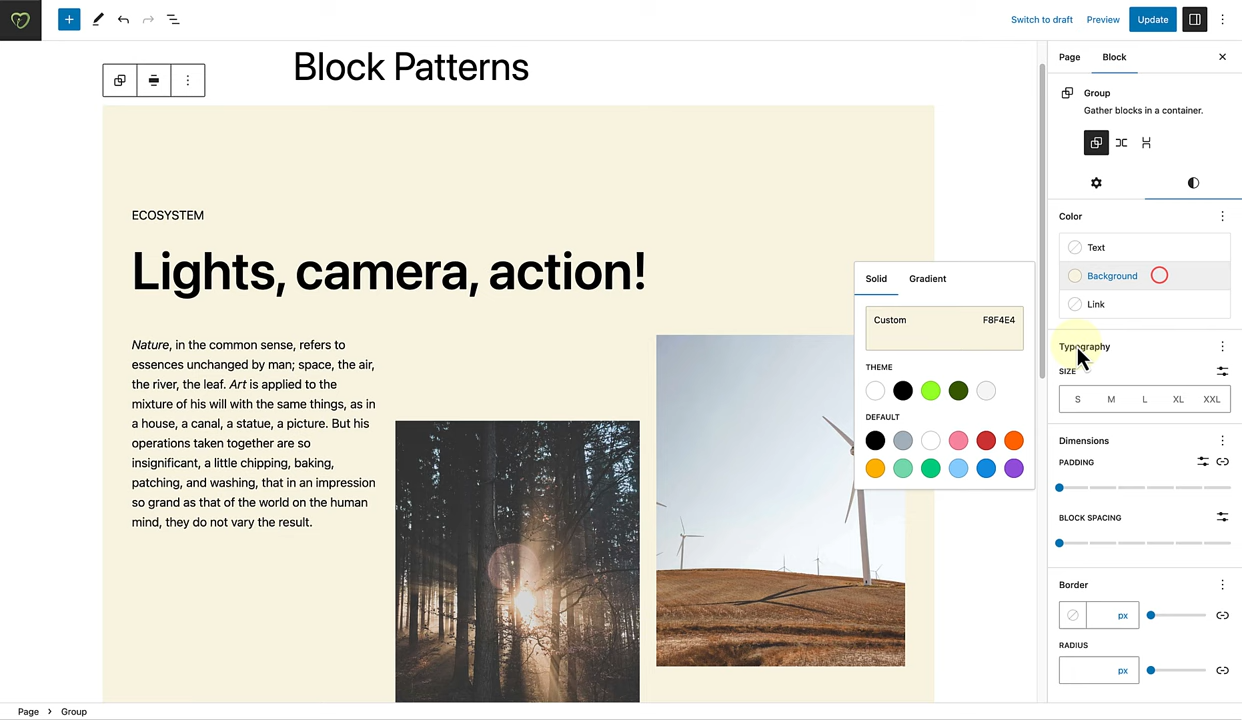 Switch to draft
Preview
Update
Block Patterns
ECOSYSTEM
Lights, camera, action!
Nature, in the common sense, refers to
essences unchanged by man; space, the air,
the river, the leaf. Art is applied to the
mixture of his will with the same things, as in
a house, a canal, a statue, a picture. But his
operations taken together are so
insignificant, a little chipping, baking,
patching, and washing, that in an impression
so grand as that of the world on the human
mind, they do not vary the result.
Solid
Gradient
Custom
F8F4E4
THEME
DEFAULT
Page
Block
Group
Gather blocks in a container.
Color
Text
Background
Link
Typography
SIZE
S
M
L
XL
XXL
Dimensions
PADDING
BLOCK SPACING
Border
px
RADIUS
px
Page
Group